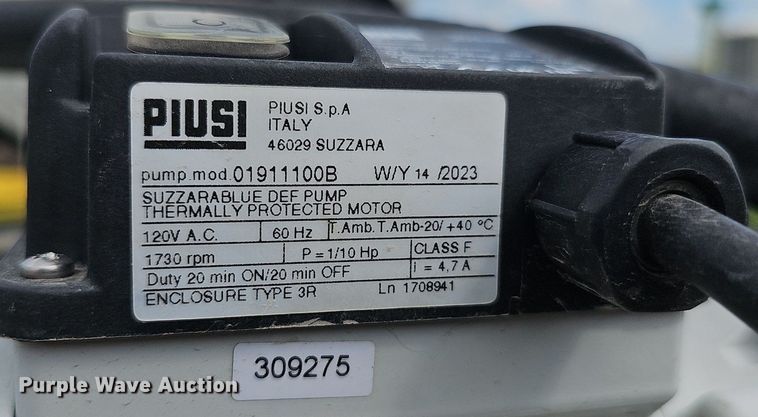 PIUSI
PIUSI S.p.A
ITALY
46029 SUZZARA
pump.mod.01911100B W/Y 14 /2023
SUZZARABLUE DEF PUMP
THERMALLY PROTECTED MOTOR
120V A.C. 60 Hz T.Amb.T.Amb-20/ +40 °C
1730 rpm P = 1/10 Hp CLASS F
Duty 20 min ON/20 min OFF i = 4,7 A
ENCLOSURE TYPE 3R Ln 1708941
309275
Purple Wave Auction